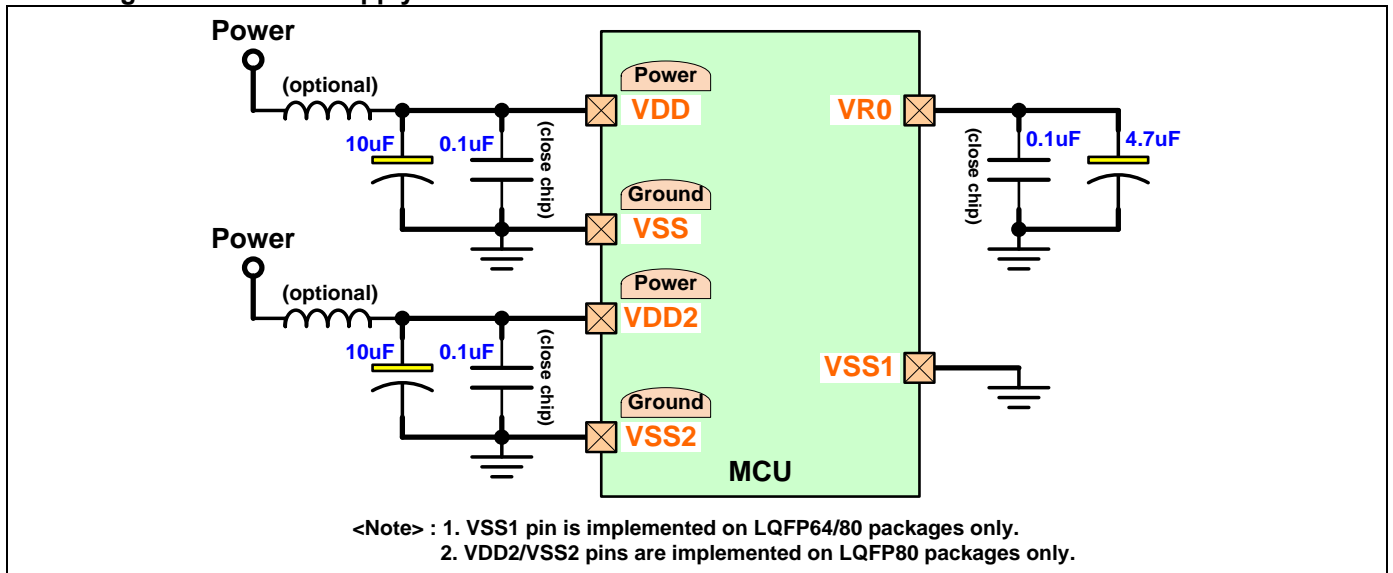 Power
(optional)
10uF
0.1uF
(close chip)
Power
VDD
Ground
VSS
Power
(optional)
10uF
0.1uF
(close chip)
Power
VDD2
Ground
VSS2
MCU
VR0
0.1uF
4.7uF
(close chip)
VSS1
<Note> : 1. VSS1 pin is implemented on LQFP64/80 packages only.
2. VDD2/VSS2 pins are implemented on LQFP80 packages only.